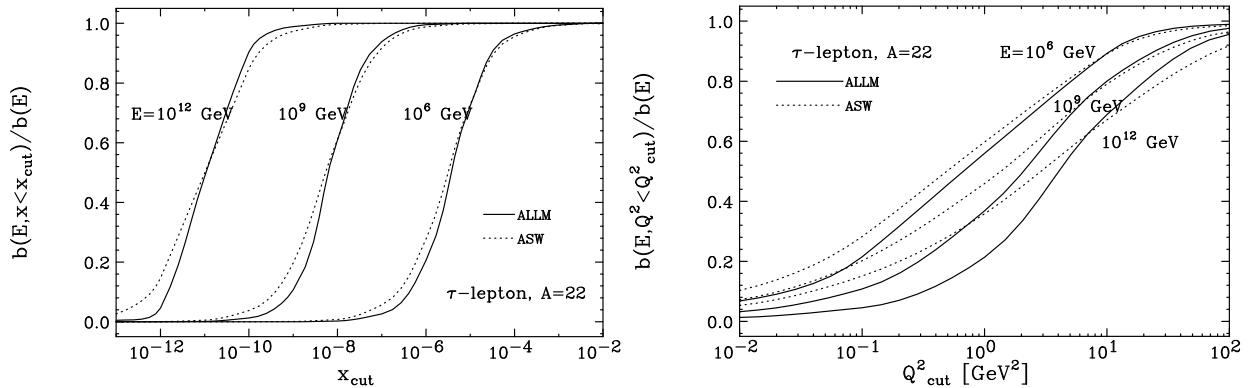 b(E,x<x_cut)/b(E)
1.0
0.8
0.6
0.4
0.2
0.0
E=10^12 GeV
10^9 GeV
10^6 GeV
ALLM
ASW
τ-lepton, A=22
10^-12
10^-10
10^-8
10^-6
10^-4
10^-2
x_cut
b(E,Q^2<Q^2_cut)/b(E)
1.0
0.8
0.6
0.4
0.2
0.0
τ-lepton, A=22
E=10^6 GeV
ALLM
ASW
10^9 GeV
10^12 GeV
10^-2
10^-1
10^0
10^1
10^2
Q^2_cut [GeV^2]